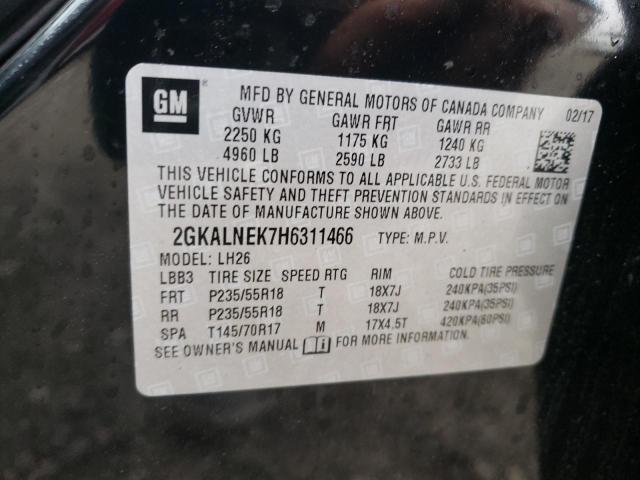 GM ® MFD BY GENERAL MOTORS OF CANADA COMPANY 02/17
GVWR GAWR FRT GAWR RR
2250 KG 1175 KG 1240 KG
4960 LB 2590 LB 2733 LB
THIS VEHICLE CONFORMS TO ALL APPLICABLE U.S. FEDERAL MOTOR
VEHICLE SAFETY AND THEFT PREVENTION STANDARDS IN EFFECT ON
THE DATE OF MANUFACTURE SHOWN ABOVE.
2GKALNEK7H6311466 TYPE: M.P.V.
MODEL: LH26
LBB3 TIRE SIZE SPEED RTG RIM COLD TIRE PRESSURE
FRT P235/55R18 T 18X7J 240KPA(35PSI)
RR P235/55R18 T 18X7J 240KPA(35PSI)
SPA T145/70R17 M 17X4.5T 420KPA(60PSI)
SEE OWNER'S MANUAL i FOR MORE INFORMATION.